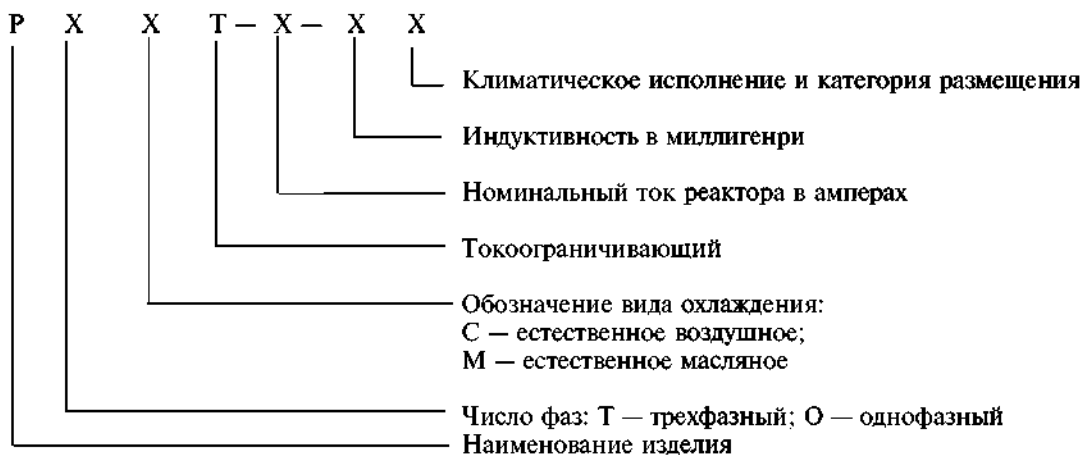 Р Х Х Т — Х — Х Х
Климатическое исполнение и категория размещения
Индуктивность в миллигенри
Номинальный ток реактора в амперах
Токоограничивающий
Обозначение вида охлаждения:
С — естественное воздушное;
М — естественное масляное
Число фаз: Т — трехфазный; О — однофазный
Наименование изделия